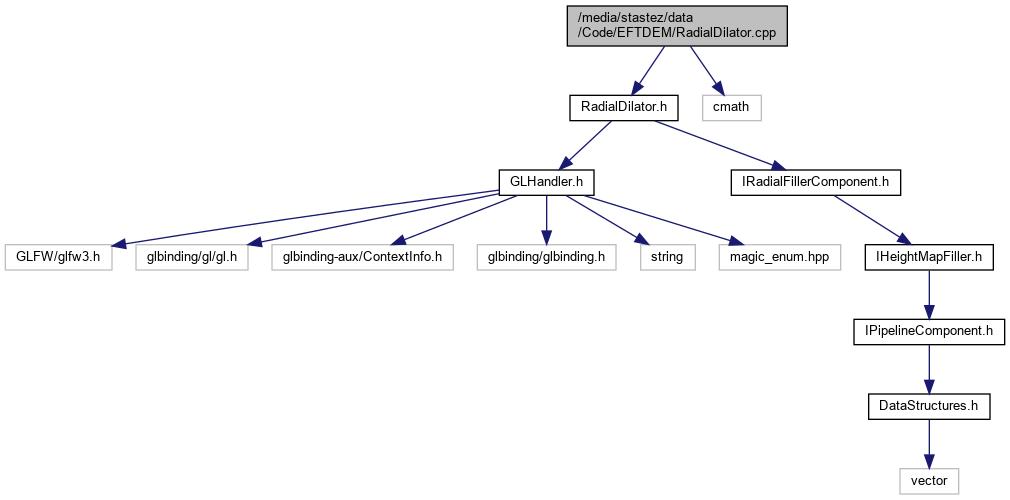 /media/stastez/data
/Code/EFTDEM/RadialDilator.cpp
RadialDilator.h
cmath
GLHandler.h
IRadialFillerComponent.h
GLFW/glfw3.h
glbinding/gl/gl.h
glbinding-aux/ContextInfo.h
glbinding/glbinding.h
string
magic_enum.hpp
IHeightMapFiller.h
IPipelineComponent.h
DataStructures.h
vector